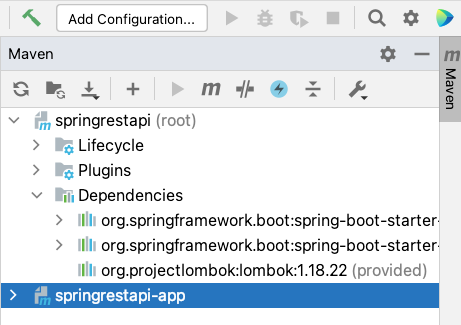 Add Configuration...
Maven
m
m
Maven
springrestapi (root)
Lifecycle
Plugins
Dependencies
org.springframework.boot:spring-boot-starter-
org.springframework.boot:spring-boot-starter-
org.projectlombok:lombok:1.18.22 (provided)
springrestapi-app